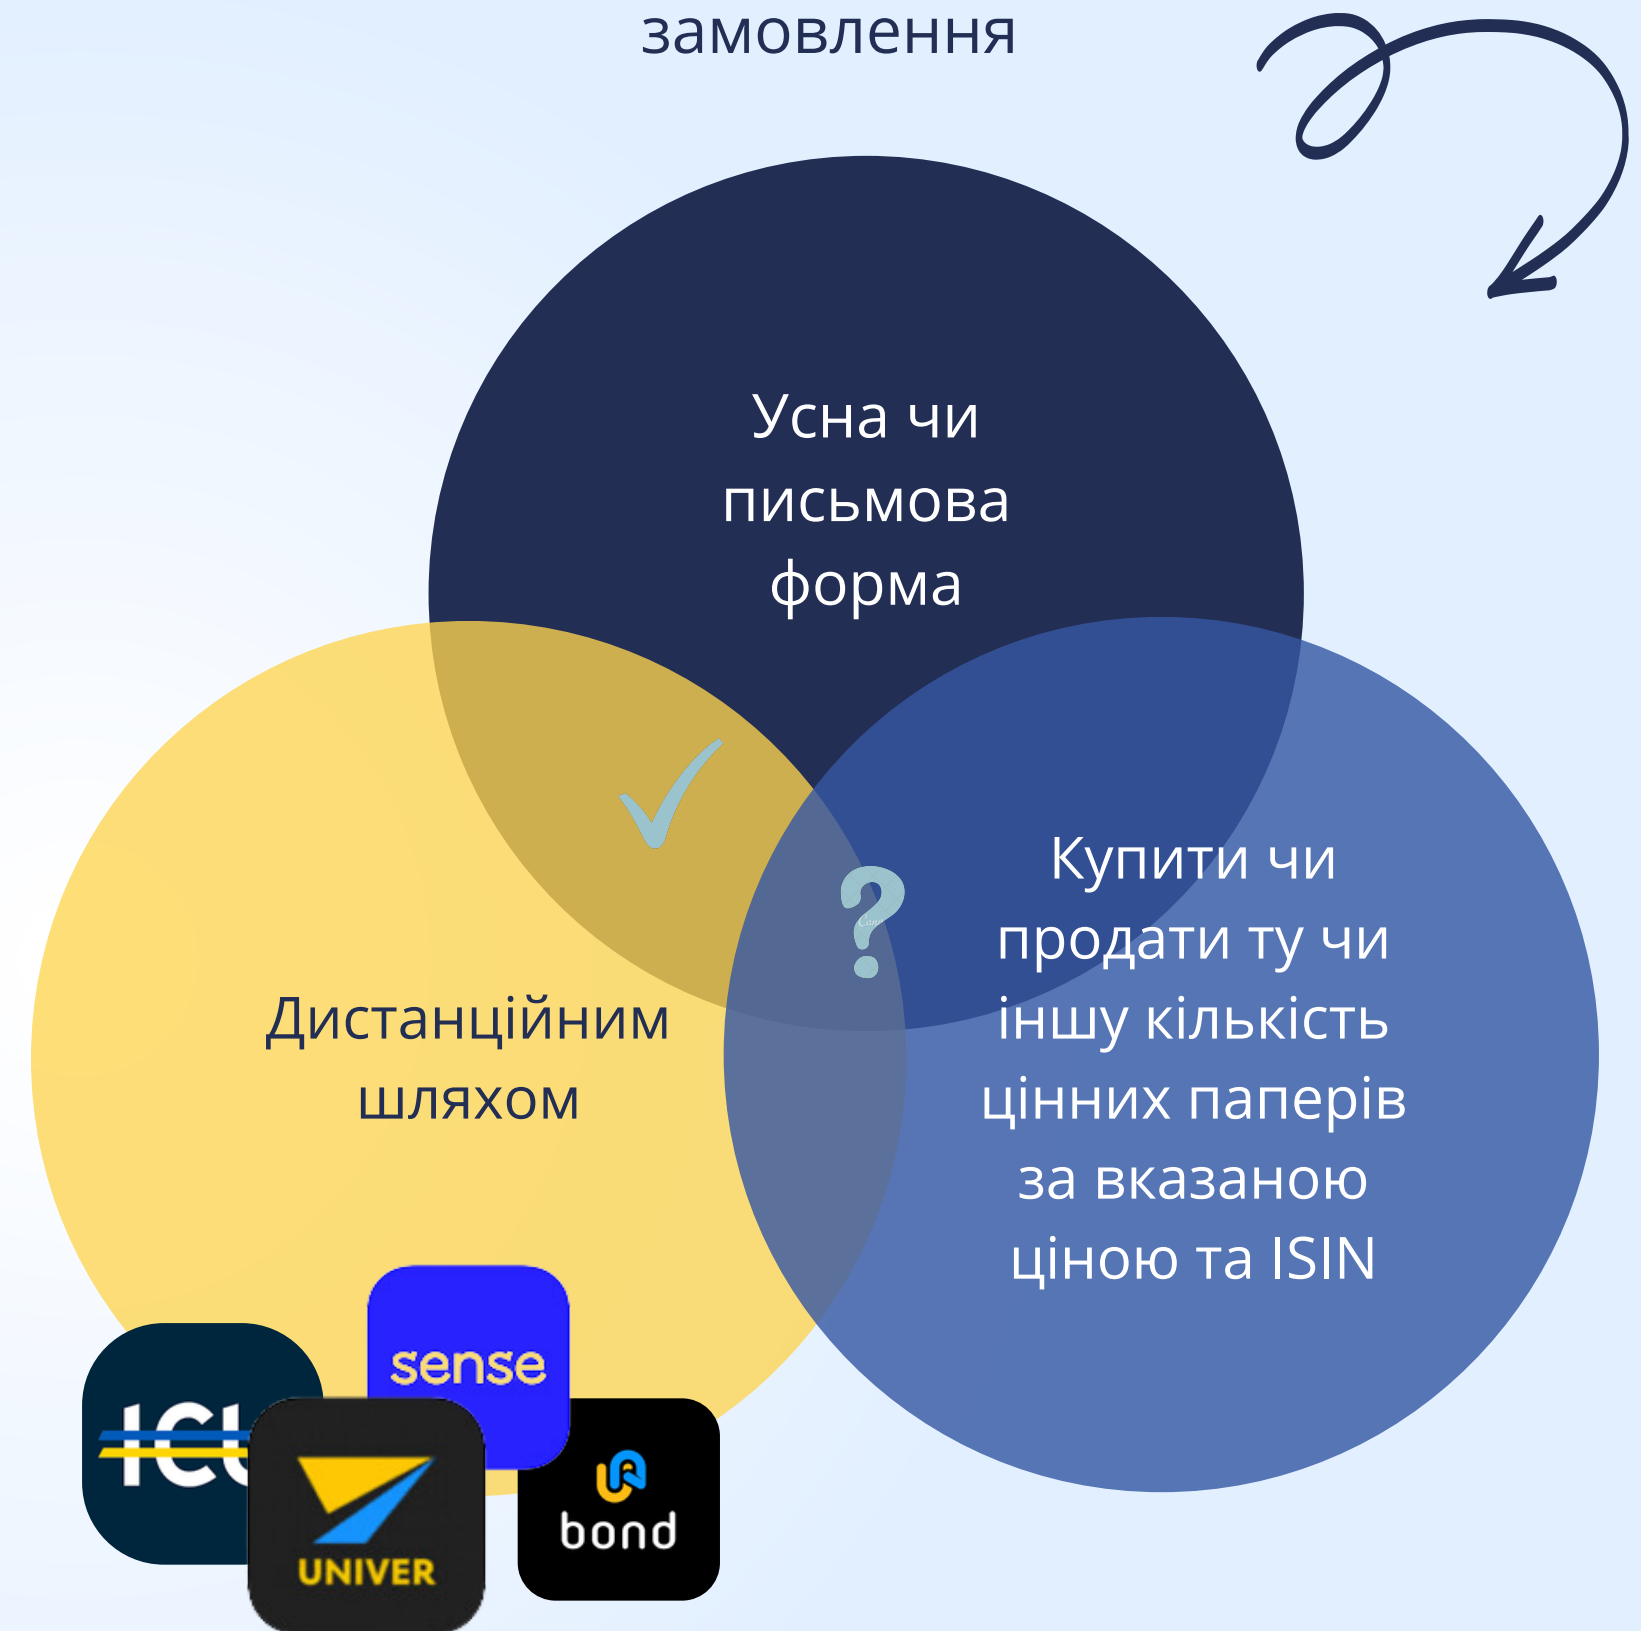 замовлення
Усна чи
письмова
форма
Купити чи
продати ту чи
іншу кількість
цінних паперів
за вказаною
ціною та ISIN
Дистанційним
шляхом
sense
UNIVER
bond